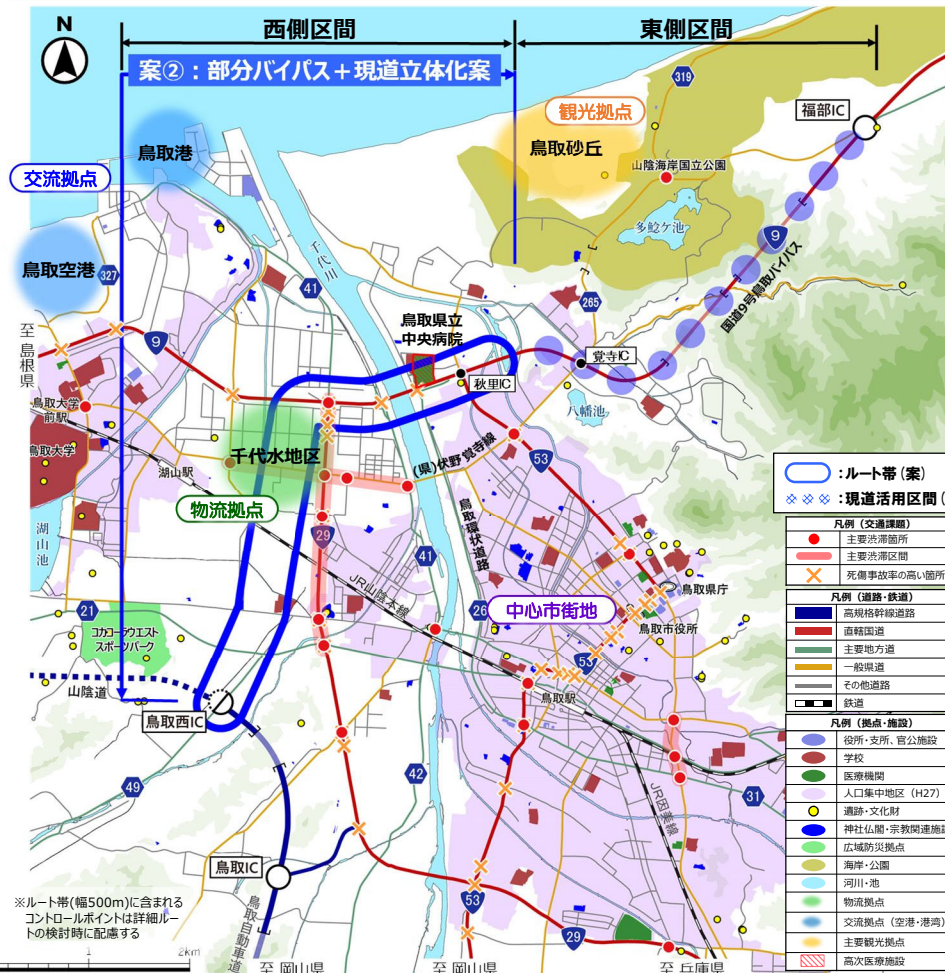 N
西側区間
東側区間
案②：部分バイパス＋現道立体化案
319
福部IC
観光拠点
鳥取砂丘
鳥取港
山陰海岸国立公園
交流拠点
多鯰ケ池
9
国道9号鳥取バイパス
鳥取空港
327
千代川
41
265
至 島根県
9
鳥取県立
中央病院
覚寺IC
秋里IC
鳥取大学
前駅
八幡池
(県)伏野覚寺線
53
鳥取大学
湖山駅
千代水地区
物流拠点
湖山池
29
鳥取環状道路
JR山陰本線
41
鳥取県庁
21
26
中心市街地
鳥取市役所
コカコーラウエスト
スポーツパーク
53
山陰道
鳥取駅
鳥取西IC
49
42
31
JR因美線
鳥取IC
53
29
鳥取自動車道
※ルート帯(幅500m)に含まれる
コントロールポイントは詳細ルー
トの検討時に配慮する
1
2km
至 岡山県
至 岡山県
至 兵庫県
：ルート帯(案)
：現道活用区間(
凡例（交通課題）
主要渋滞箇所
主要渋滞区間
死傷事故率の高い箇所
凡例（道路・鉄道）
高規格幹線道路
直轄国道
主要地方道
一般県道
その他道路
鉄道
凡例（拠点・施設）
役所・支所、官公施設
学校
医療機関
人口集中地区（H27）
遺跡・文化財
神社仏閣・宗教関連施設
広域防災拠点
海岸・公園
河川・池
物流拠点
交流拠点（空港・港湾）
主要観光拠点
高次医療施設